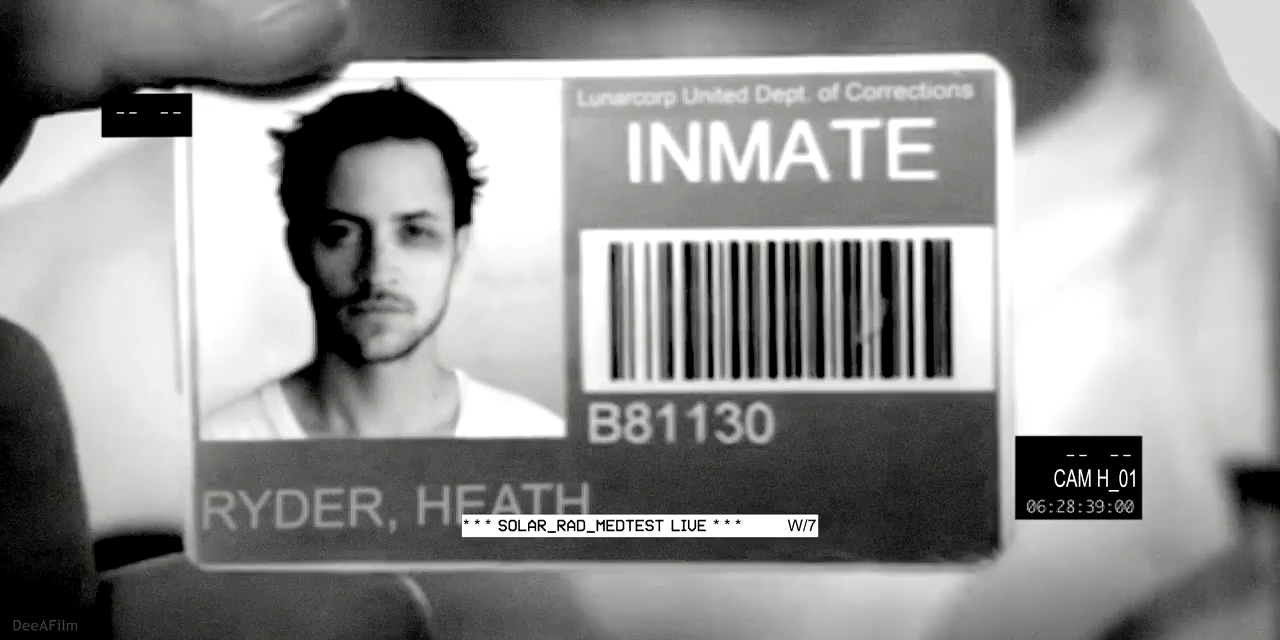 -- --
Lunarcorp United Dept. of Corrections
INMATE
B81130
RYDER, HEATH
*** SOLAR_RAD_MEDTEST LIVE *** W/7
-- --
CAM H_01
06:28:39:00
DeeAFilm